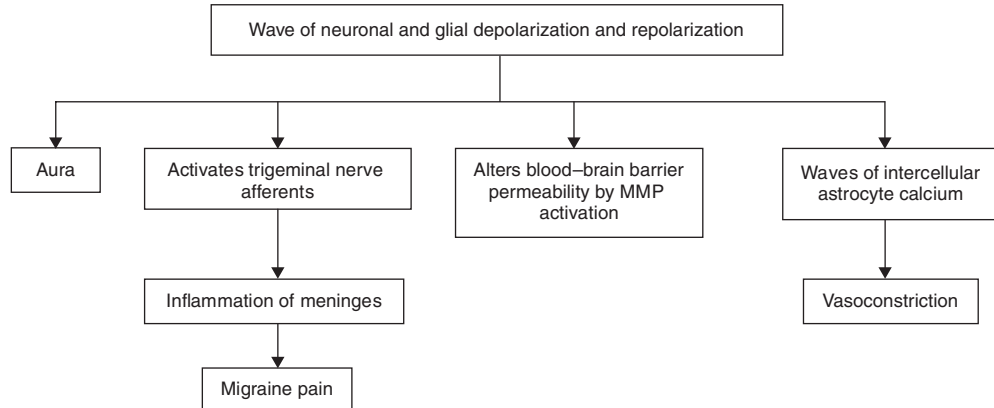 Wave of neuronal and glial depolarization and repolarization
Aura
Activates trigeminal nerve
afferents
Alters blood–brain barrier
permeability by MMP
activation
Waves of intercellular
astrocyte calcium
Inflammation of meninges
Vasoconstriction
Migraine pain